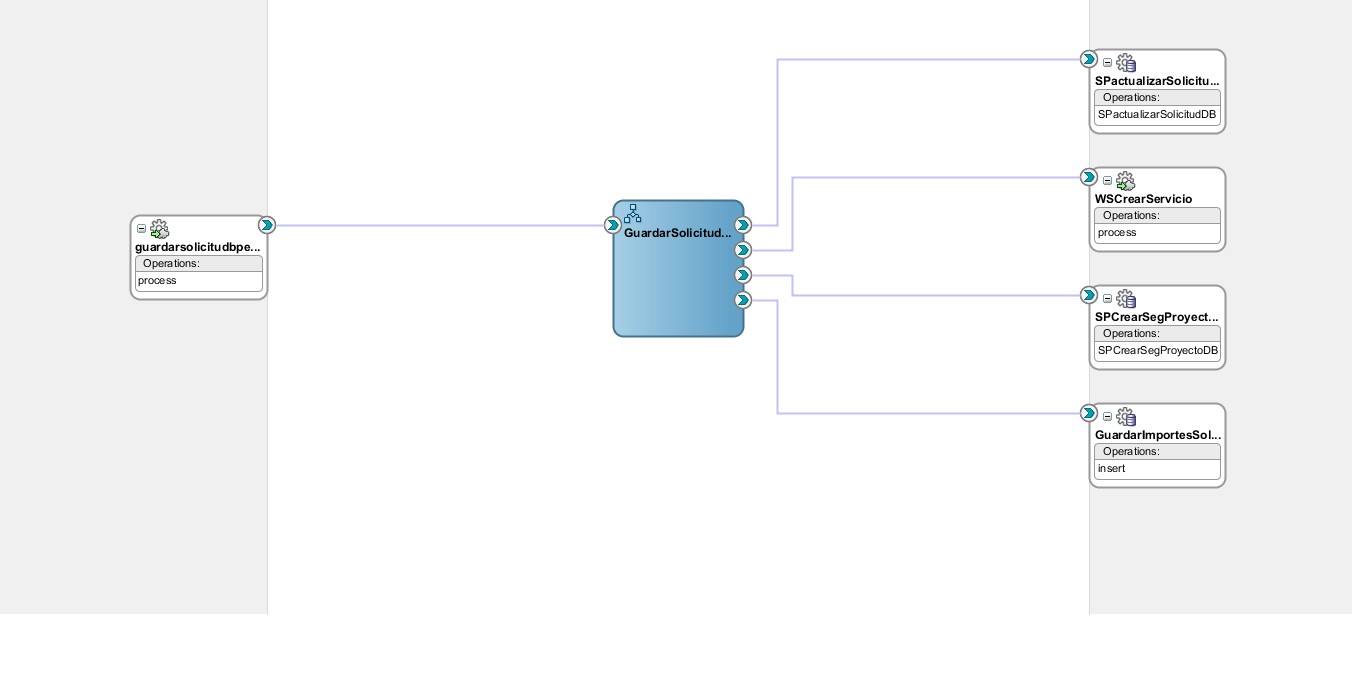 guardarsolicitudbpe...
Operations:
process
GuardarSolicitud...
SPactualizarSolicitu...
Operations:
SPactualizarSolicitudDB
WSCrearServicio
Operations:
process
SPCrearSegProyect...
Operations:
SPCrearSegProyectoDB
GuardarImportesSol...
Operations:
insert